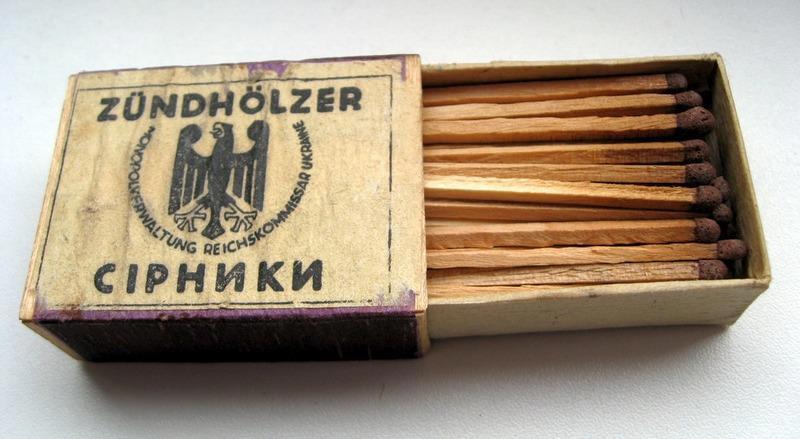 ZÜNDHÖLZER
MONOPOLVERWALTUNG REICHSKOMMISSAR UKRAINE
СІРНИКИ